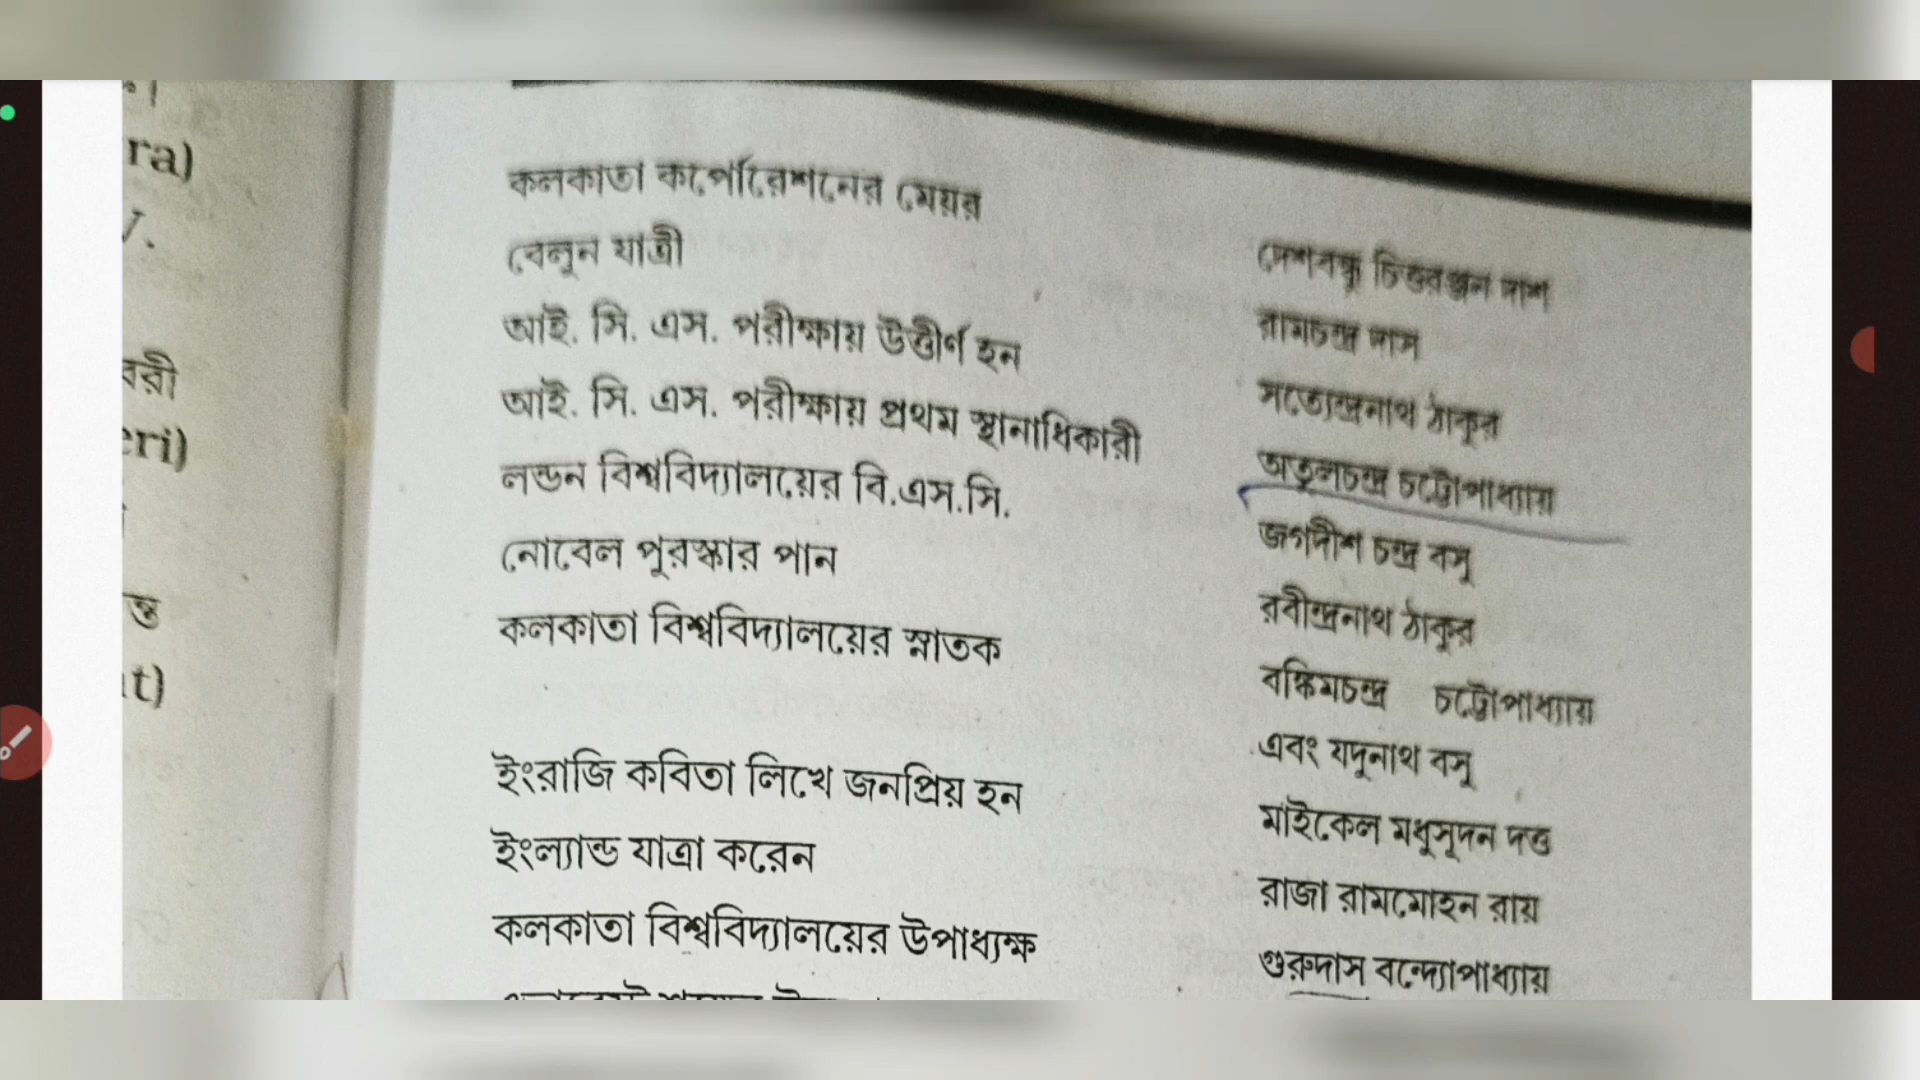 ra)
বরী
eri)
ন্ত
t)
কলকাতা কর্পোরেশনের মেয়র
দেশবন্ধু চিত্তরঞ্জন দাশ
বেলুন যাত্রী
রামচন্দ্র দাস
আই. সি. এস. পরীক্ষায় উত্তীর্ণ হন
সত্যেন্দ্রনাথ ঠাকুর
আই. সি. এস. পরীক্ষায় প্রথম স্থানাধিকারী
অতুলচন্দ্র চট্টোপাধ্যায়
লন্ডন বিশ্ববিদ্যালয়ের বি.এস.সি.
জগদীশ চন্দ্র বসু
নোবেল পুরস্কার পান
রবীন্দ্রনাথ ঠাকুর
কলকাতা বিশ্ববিদ্যালয়ের স্নাতক
বঙ্কিমচন্দ্র চট্টোপাধ্যায়
এবং যদুনাথ বসু
ইংরাজি কবিতা লিখে জনপ্রিয় হন
মাইকেল মধুসূদন দত্ত
ইংল্যান্ড যাত্রা করেন
রাজা রামমোহন রায়
কলকাতা বিশ্ববিদ্যালয়ের উপাধ্যক্ষ
গুরুদাস বন্দ্যোপাধ্যায়